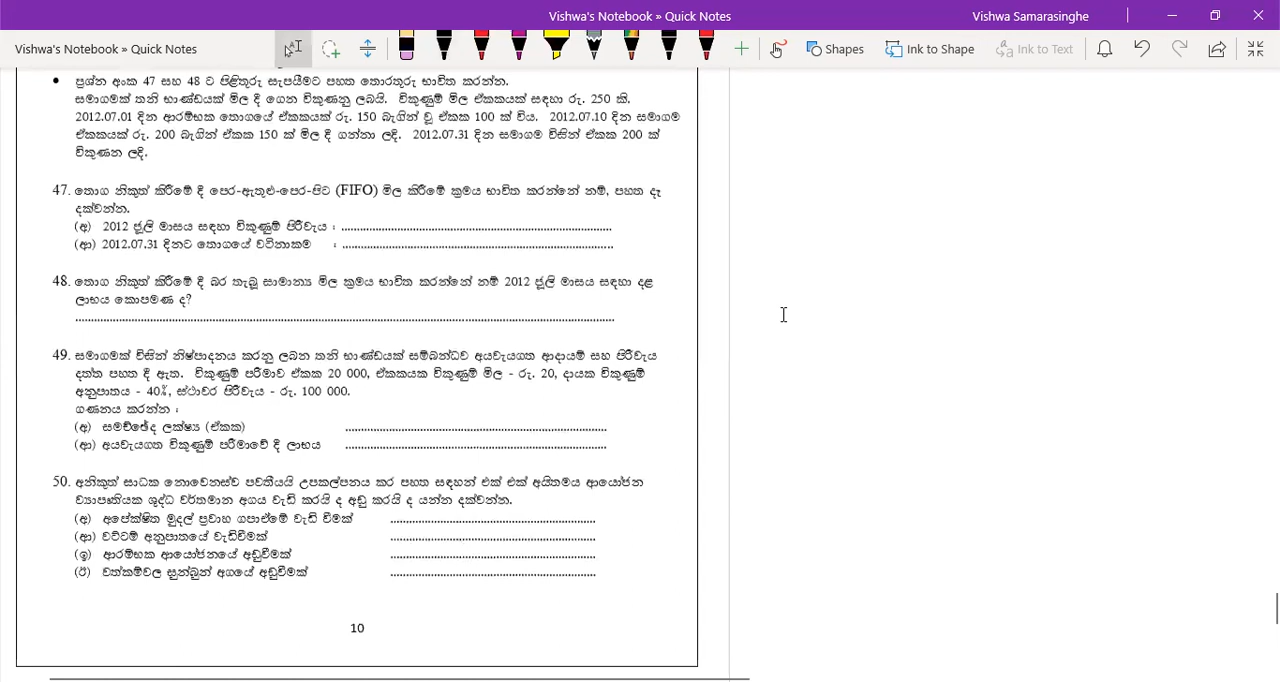 Vishwa's Notebook » Quick Notes
Vishwa Samarasinghe
Vishwa's Notebook » Quick Notes
Shapes
Ink to Shape
Ink to Text
• ප්‍රශ්න අංක 47 සහ 48 ට පිළිතුරු සැපයීමට පහත තොරතුරු භාවිත කරන්න.
සමාගමක් තනි භාණ්ඩයක් මිල දී ගෙන විකුණනු ලබයි. විකුණුම් මිල ඒකකයක් සඳහා රු. 250 කි.
2012.07.01 දින ආරම්භක තොගයේ ඒකකයක් රු. 150 බැගින් වූ ඒකක 100 ක් විය. 2012.07.10 දින සමාගම
ඒකකයක් රු. 200 බැගින් ඒකක 150 ක් මිල දී ගන්නා ලදි. 2012.07.31 දින සමාගම විසින් ඒකක 200 ක්
විකුණන ලදි.
47. තොග නිකුත් කිරීමේ දී පෙර-ඇතුළු-පෙර-පිට (FIFO) මිල කිරීමේ ක්‍රමය භාවිත කරන්නේ නම්, පහත දෑ
දක්වන්න.
(අ) 2012 ජූලි මාසය සඳහා විකුණුම් පිරිවැය : ....................................................................
(ආ) 2012.07.31 දිනට තොගයේ වටිනාකම : ....................................................................
48. තොග නිකුත් කිරීමේ දී බර තැබූ සාමාන්‍ය මිල ක්‍රමය භාවිත කරන්නේ නම් 2012 ජූලි මාසය සඳහා දළ
ලාභය කොපමණ ද?
.......................................................................................................................................
49. සමාගමක් විසින් නිෂ්පාදනය කරනු ලබන තනි භාණ්ඩයක් සම්බන්ධව අයවැයගත ආදායම් සහ පිරිවැය
දත්ත පහත දී ඇත. විකුණුම් පරිමාව ඒකක 20 000, ඒකකයක විකුණුම් මිල - රු. 20, දායක විකුණුම්
අනුපාතය - 40%, ස්ථාවර පිරිවැය - රු. 100 000.
ගණනය කරන්න :
(අ) සමච්ඡේද ලක්ෂ්‍ය (ඒකක) ..................................................................
(ආ) අයවැයගත විකුණුම් පරිමාවේ දී ලාභය ..................................................................
50. අනිකුත් සාධක නොවෙනස්ව පවතියයි උපකල්පනය කර පහත සඳහන් එක් එක් අයිතමය ආයෝජන
ව්‍යාපෘතියක ශුද්ධ වර්තමාන අගය වැඩි කරයි ද අඩු කරයි ද යන්න දක්වන්න.
(අ) අපේක්ෂිත මුදල් ප්‍රවාහ ගලාඒමේ වැඩි වීමක් ....................................................
(ආ) වට්ටම් අනුපාතයේ වැඩිවීමක් ....................................................
(ඉ) ආරම්භක ආයෝජනයේ අඩුවීමක් ....................................................
(ඊ) වත්කම්වල සුන්බුන් අගයේ අඩුවීමක් ....................................................
10